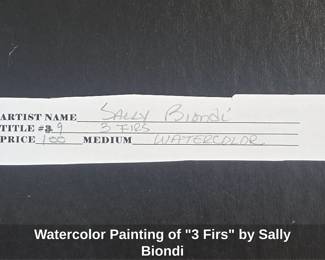 ARTIST NAME Sally Biondi
TITLE #9 3 FIRS
PRICE 100 MEDIUM WATERCOLOR
Watercolor Painting of "3 Firs" by Sally
Biondi